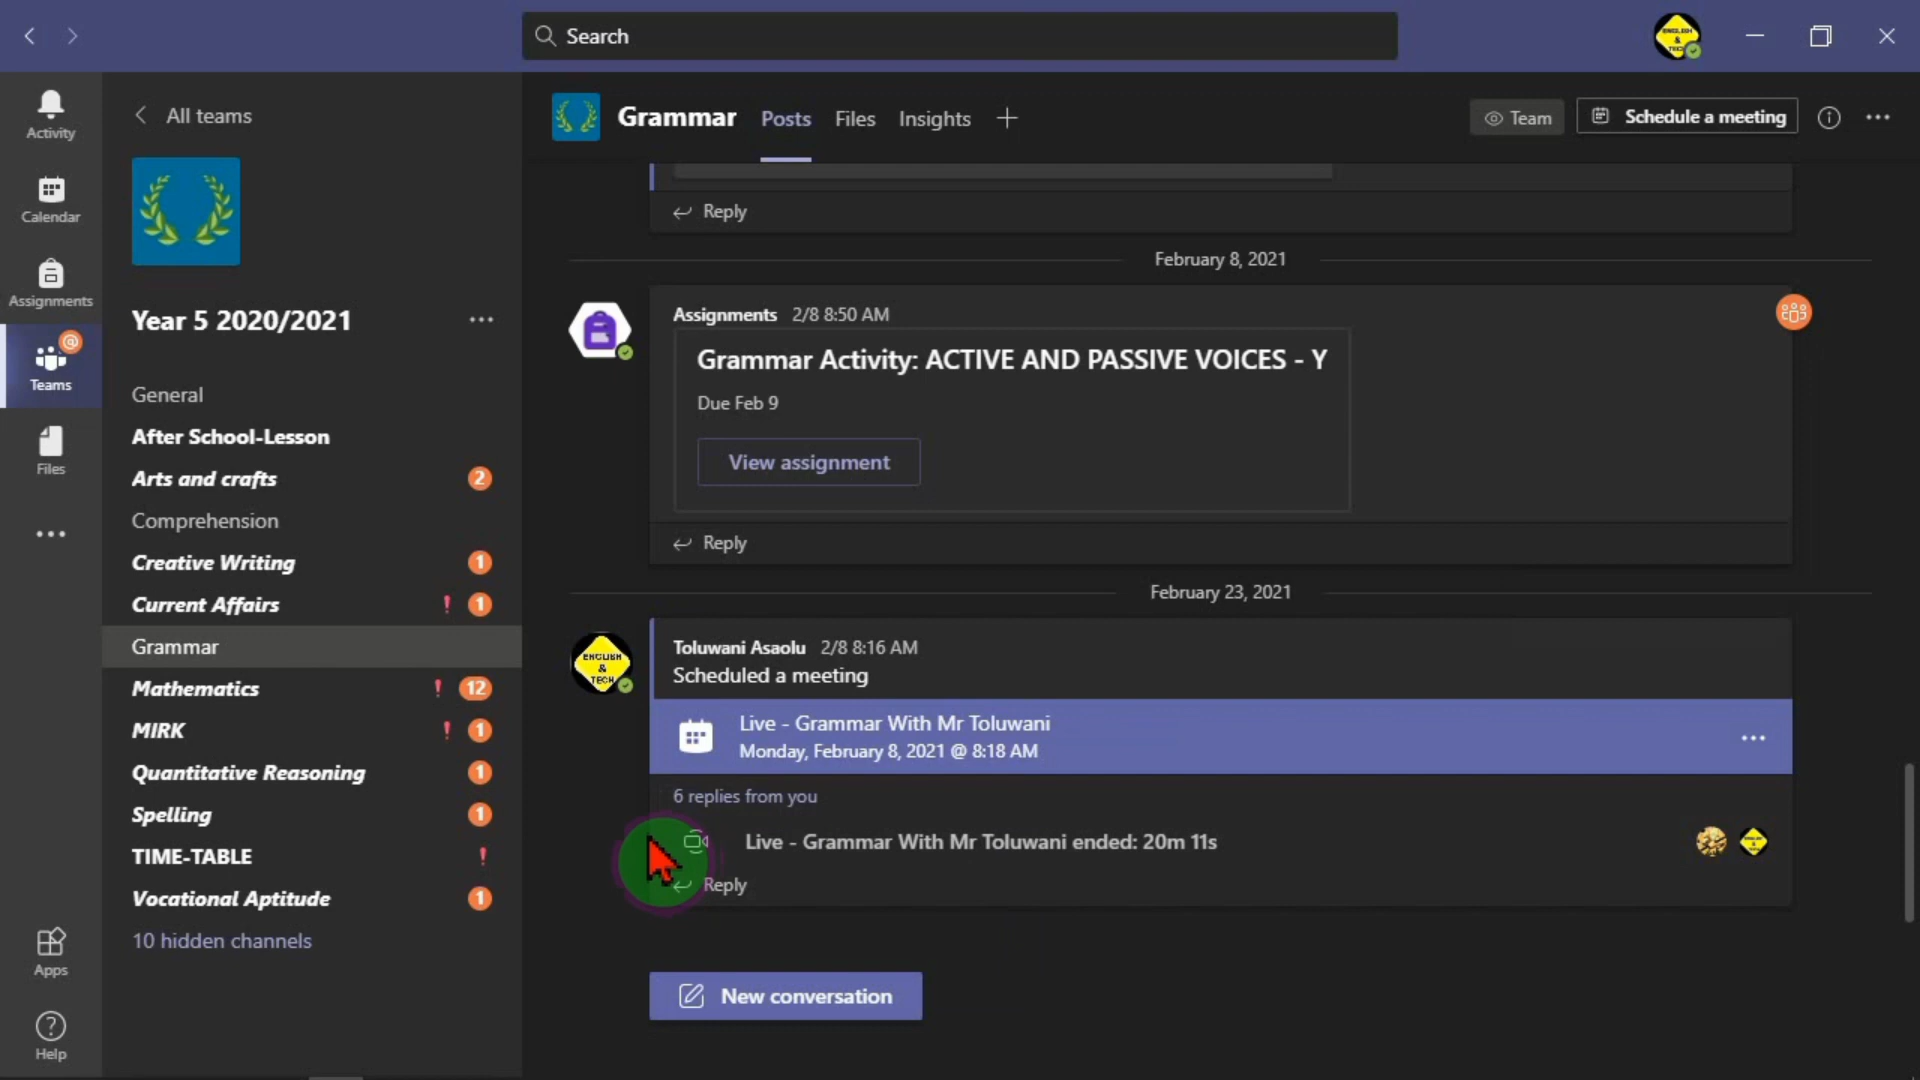 Search
ENGLISH
&
TECH
Activity
Calendar
Assignments
@
Teams
Files
Apps
Help
All teams
Year 5 2020/2021
General
After School-Lesson
Arts and crafts 2
Comprehension
Creative Writing 1
Current Affairs ! 1
Grammar
Mathematics ! 12
MIRK ! 1
Quantitative Reasoning 1
Spelling 1
TIME-TABLE !
Vocational Aptitude 1
10 hidden channels
Grammar Posts Files Insights
Team Schedule a meeting
Reply
February 8, 2021
Assignments 2/8 8:50 AM
Grammar Activity: ACTIVE AND PASSIVE VOICES - Y
Due Feb 9
View assignment
Reply
February 23, 2021
ENGLISH
&
TECH
Toluwani Asaolu 2/8 8:16 AM
Scheduled a meeting
Live - Grammar With Mr Toluwani
Monday, February 8, 2021 @ 8:18 AM
6 replies from you
Live - Grammar With Mr Toluwani ended: 20m 11s
Reply
New conversation